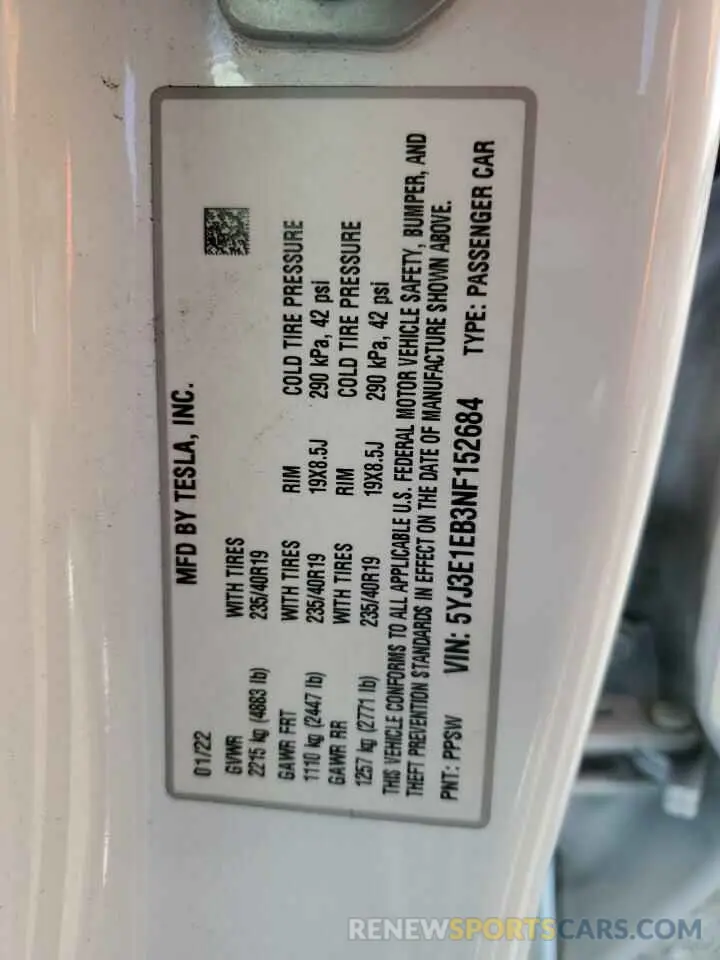 MFD BY TESLA, INC.
01/22
GVWR WITH TIRES
2215 kg (4883 lb) 235/40R19
GAWR FRT WITH TIRES RIM COLD TIRE PRESSURE
1110 kg (2447 lb) 235/40R19 19X8.5J 290 kPa, 42 psi
GAWR RR WITH TIRES RIM COLD TIRE PRESSURE
1257 kg (2771 lb) 235/40R19 19X8.5J 290 kPa, 42 psi
THIS VEHICLE CONFORMS TO ALL APPLICABLE U.S. FEDERAL MOTOR VEHICLE SAFETY, BUMPER, AND
THEFT PREVENTION STANDARDS IN EFFECT ON THE DATE OF MANUFACTURE SHOWN ABOVE.
PNT: PPSW VIN: 5YJ3E1EB3NF152684 TYPE: PASSENGER CAR
RENEWSPORTSCARS.COM